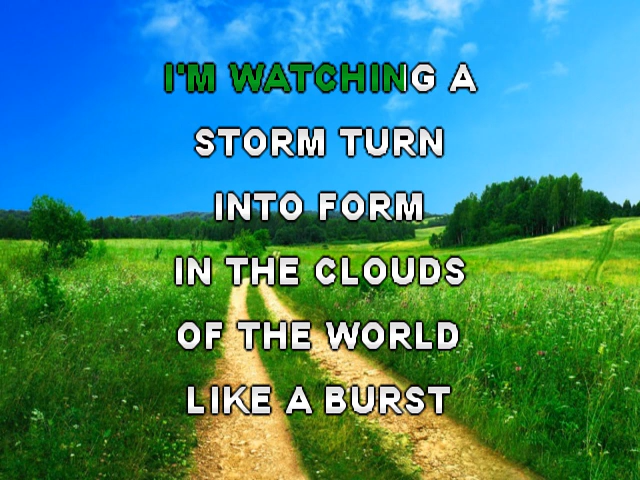 I'M WATCHING A
STORM TURN
INTO FORM
IN THE CLOUDS
OF THE WORLD
LIKE A BURST